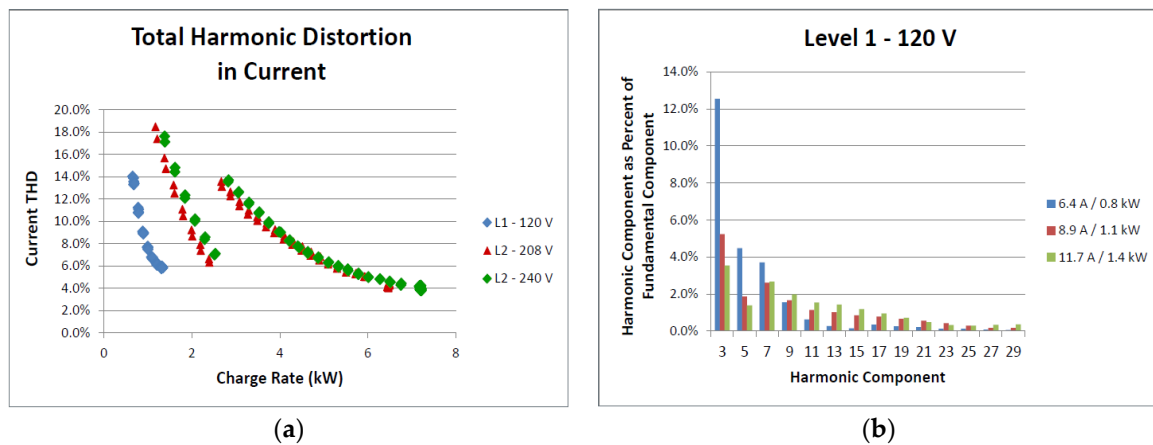 Total Harmonic Distortion
in Current
Current THD
20.0%
18.0%
16.0%
14.0%
12.0%
10.0%
8.0%
6.0%
4.0%
2.0%
0.0%
0
2
4
6
8
Charge Rate (kW)
L1 - 120 V
L2 - 208 V
L2 - 240 V
(a)
Level 1 - 120 V
Harmonic Component as Percent of
Fundamental Component
14.0%
12.0%
10.0%
8.0%
6.0%
4.0%
2.0%
0.0%
3 5 7 9 11 13 15 17 19 21 23 25 27 29
Harmonic Component
6.4 A / 0.8 kW
8.9 A / 1.1 kW
11.7 A / 1.4 kW
(b)